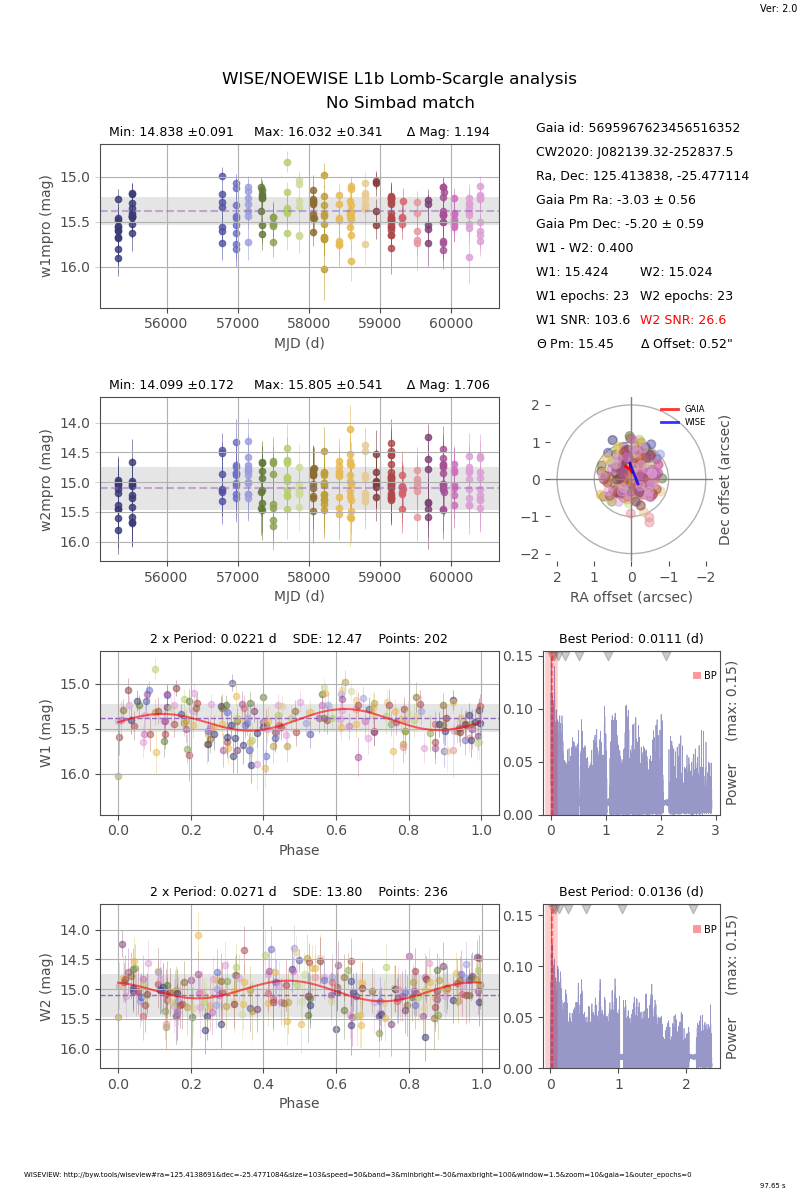 Ver: 2.0
WISE/NOEWISE L1b Lomb-Scargle analysis
No Simbad match
Min: 14.838 ±0.091 Max: 16.032 ±0.341 Δ Mag: 1.194
15.0
15.5
16.0
w1mpro (mag)
56000 57000 58000 59000 60000
MJD (d)
Gaia id: 5695967623456516352
CW2020: J082139.32-252837.5
Ra, Dec: 125.413838, -25.477114
Gaia Pm Ra: -3.03 ± 0.56
Gaia Pm Dec: -5.20 ± 0.59
W1 - W2: 0.400
W1: 15.424 W2: 15.024
W1 epochs: 23 W2 epochs: 23
W1 SNR: 103.6 W2 SNR: 26.6
Θ Pm: 15.45 Δ Offset: 0.52"
Min: 14.099 ±0.172 Max: 15.805 ±0.541 Δ Mag: 1.706
14.0
14.5
15.0
15.5
16.0
w2mpro (mag)
56000 57000 58000 59000 60000
MJD (d)
GAIA
WISE
2
1
0
−1
−2
Dec offset (arcsec)
2 1 0 −1 −2
RA offset (arcsec)
2 x Period: 0.0221 d SDE: 12.47 Points: 202
15.0
15.5
16.0
W1 (mag)
0.0 0.2 0.4 0.6 0.8 1.0
Phase
Best Period: 0.0111 (d)
BP
0.15
0.10
0.05
0.00
Power (max: 0.15)
0 1 2 3
2 x Period: 0.0271 d SDE: 13.80 Points: 236
14.0
14.5
15.0
15.5
16.0
W2 (mag)
0.0 0.2 0.4 0.6 0.8 1.0
Phase
Best Period: 0.0136 (d)
BP
0.15
0.10
0.05
0.00
Power (max: 0.15)
0 1 2
WISEVIEW: http://byw.tools/wiseview#ra=125.4138691&dec=-25.4771084&size=103&speed=50&band=3&minbright=-50&maxbright=100&window=1.5&zoom=10&gaia=1&outer_epochs=0
97.65 s